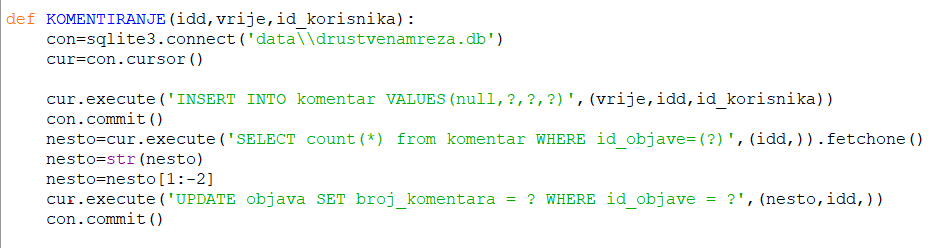 def KOMENTIRANJE(idd,vrije,id_korisnika):
    con=sqlite3.connect('data\\drustvenamreza.db')
    cur=con.cursor()

    cur.execute('INSERT INTO komentar VALUES(null,?,?,?)',(vrije,idd,id_korisnika))
    con.commit()
    nesto=cur.execute('SELECT count(*) from komentar WHERE id_objave=(?)',(idd,)).fetchone()
    nesto=str(nesto)
    nesto=nesto[1:-2]
    cur.execute('UPDATE objava SET broj_komentara = ? WHERE id_objave = ?',(nesto,idd,))
    con.commit()